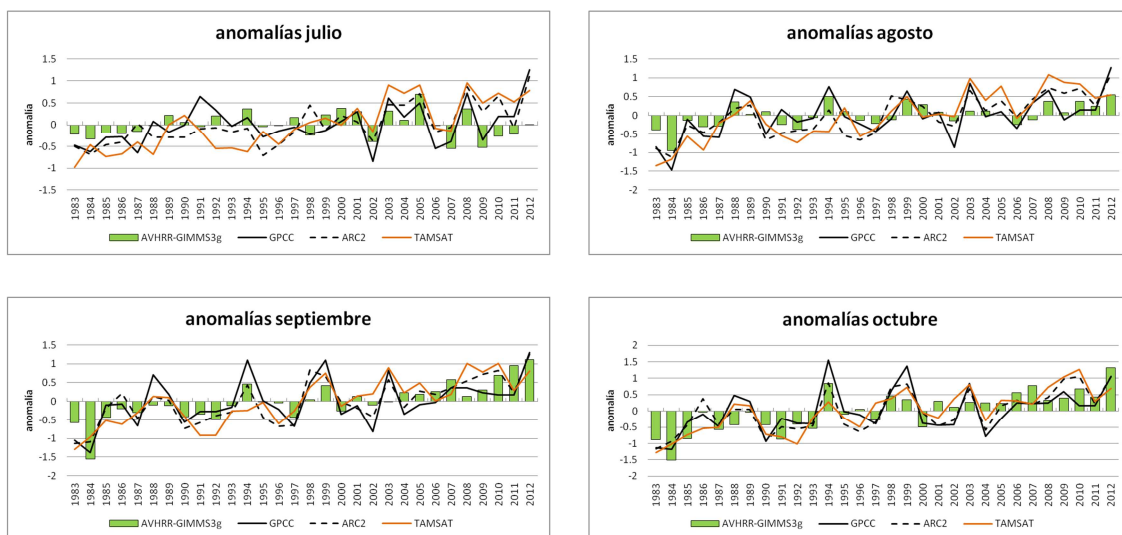 anomalías julio
anomalia
1.5
1
0.5
0
-0.5
-1
-1.5
1983 1984 1985 1986 1987 1988 1989 1990 1991 1992 1993 1994 1995 1996 1997 1998 1999 2000 2001 2002 2003 2004 2005 2006 2007 2008 2009 2010 2011 2012
AVHRR-GIMMS3g GPCC ARC2 TAMSAT
anomalías agosto
anomalia
1.5
1
0.5
0
-0.5
-1
-1.5
-2
1983 1984 1985 1986 1987 1988 1989 1990 1991 1992 1993 1994 1995 1996 1997 1998 1999 2000 2001 2002 2003 2004 2005 2006 2007 2008 2009 2010 2011 2012
AVHRR-GIMMS3g GPCC ARC2 TAMSAT
anomalías septiembre
anomalia
1.5
1
0.5
0
-0.5
-1
-1.5
-2
1983 1984 1985 1986 1987 1988 1989 1990 1991 1992 1993 1994 1995 1996 1997 1998 1999 2000 2001 2002 2003 2004 2005 2006 2007 2008 2009 2010 2011 2012
AVHRR-GIMMS3g GPCC ARC2 TAMSAT
anomalías octubre
anomalia
2
1.5
1
0.5
0
-0.5
-1
-1.5
-2
1983 1984 1985 1986 1987 1988 1989 1990 1991 1992 1993 1994 1995 1996 1997 1998 1999 2000 2001 2002 2003 2004 2005 2006 2007 2008 2009 2010 2011 2012
AVHRR-GIMMS3g GPCC ARC2 TAMSAT